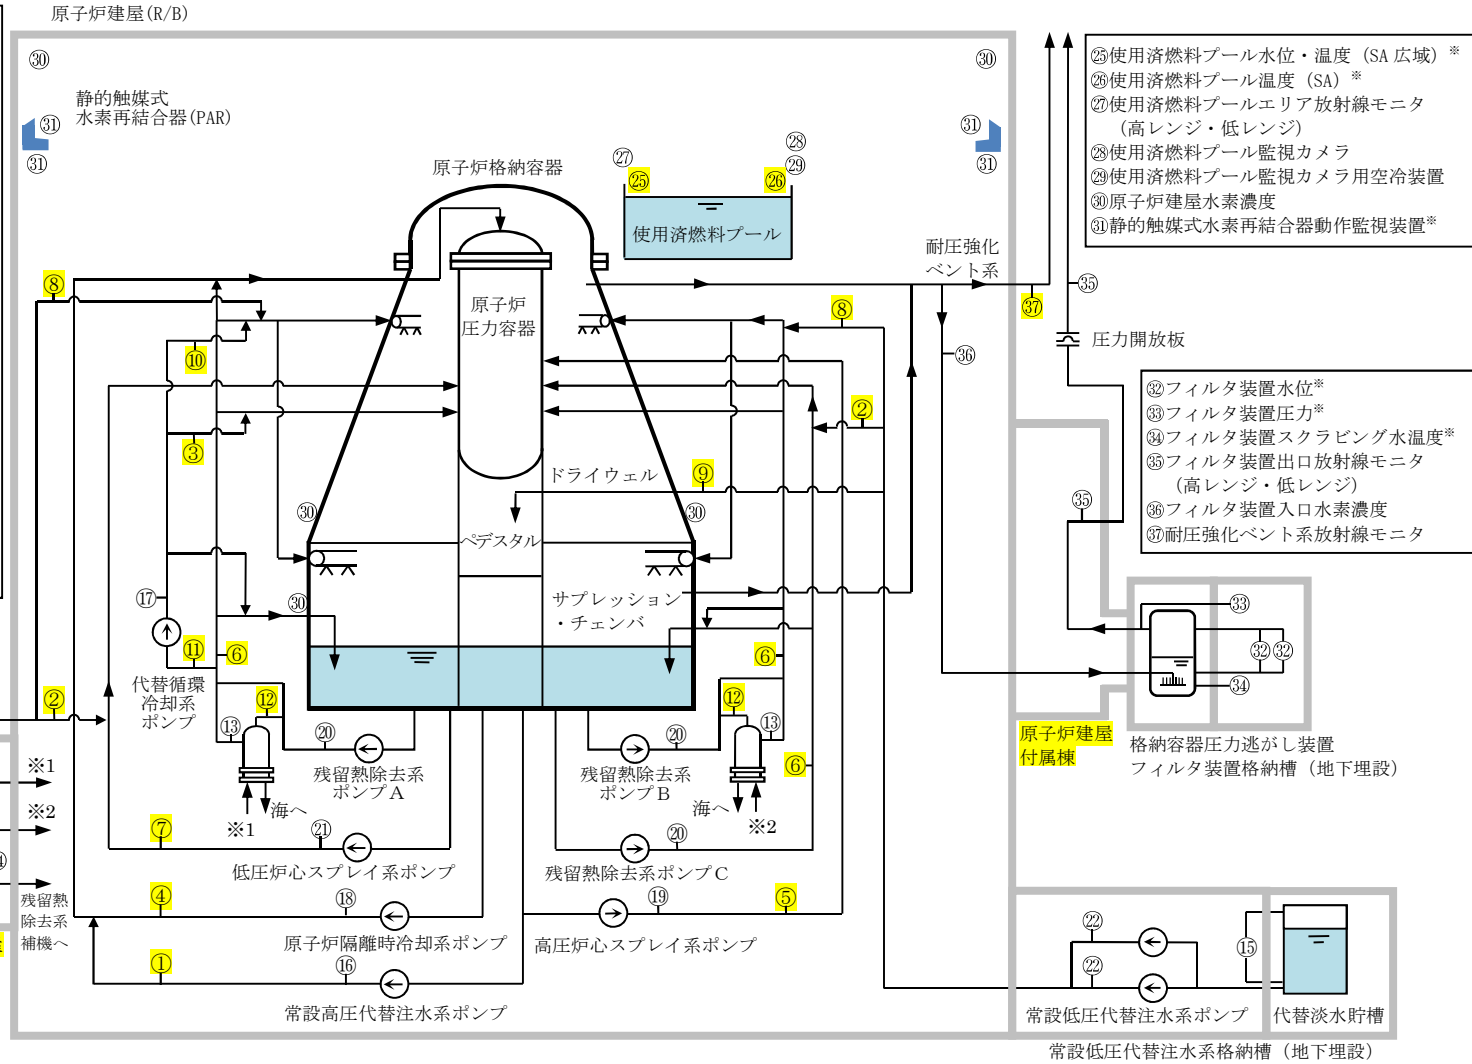 原子炉建屋(R/B)
㉚
㉚
静的触媒式
水素再結合器(PAR)
㉛
㉛
㉛
㉛
原子炉格納容器
㉗
㉕
㉘
㉙
㉖
使用済燃料プール
㉕使用済燃料プール水位・温度（SA 広域）※
㉖使用済燃料プール温度（SA）※
㉗使用済燃料プールエリア放射線モニタ
（高レンジ・低レンジ）
㉘使用済燃料プール監視カメラ
㉙使用済燃料プール監視カメラ用空冷装置
㉚原子炉建屋水素濃度
㉛静的触媒式水素再結合器動作監視装置※
耐圧強化
ベント系
⑧
⑧
㊲
㉟
圧力開放板
原子炉
圧力容器
⑩
㊱
③
②
⑨
ドライウェル
㉚
㉚
ペデスタル
㉜フィルタ装置水位※
㉝フィルタ装置圧力※
㉞フィルタ装置スクラビング水温度※
㉟フィルタ装置出口放射線モニタ
（高レンジ・低レンジ）
㊱フィルタ装置入口水素濃度
㊲耐圧強化ベント系放射線モニタ
㉟
⑰
㉚
サプレッション
・チェンバ
㉝
㉜
㉜
㉞
⑪
⑥
⑥
代替循環
冷却系
ポンプ
②
⑫
⑬
⑳
残留熱除去系
ポンプA
⑳
残留熱除去系
ポンプB
⑫
⑬
⑥
原子炉建屋
付属棟
格納容器圧力逃がし装置
フィルタ装置格納槽（地下埋設）
※1
※2
海へ
※1
海へ
※2
⑦
㉑
低圧炉心スプレイ系ポンプ
⑳
残留熱除去系ポンプC
残留熱
除去系
補機へ
④
⑱
原子炉隔離時冷却系ポンプ
⑲
⑤
高圧炉心スプレイ系ポンプ
①
⑯
常設高圧代替注水系ポンプ
㉒
㉒
⑮
常設低圧代替注水系ポンプ
代替淡水貯槽
常設低圧代替注水系格納槽（地下埋設）